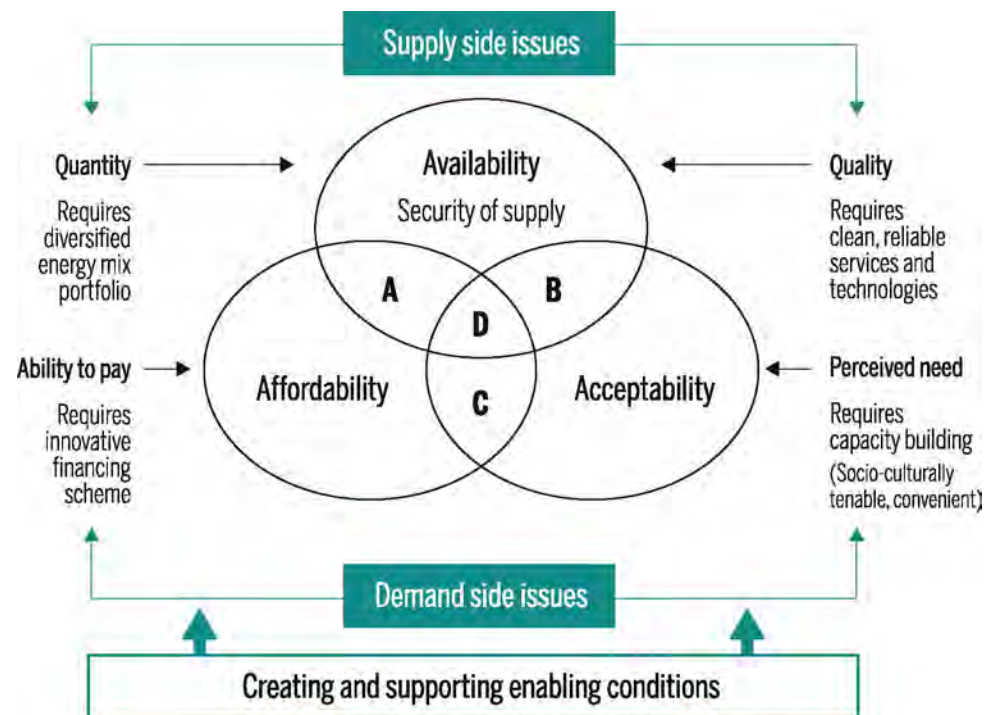 Supply side issues
Quantity
Requires
diversified
energy mix
portfolio
Availability
Security of supply
Quality
Requires
clean, reliable
services and
technologies
A
B
D
Ability to pay
Requires
innovative
financing
scheme
Affordability
C
Acceptability
Perceived need
Requires
capacity building
(Socio-culturally
tenable, convenient)
Demand side issues
Creating and supporting enabling conditions